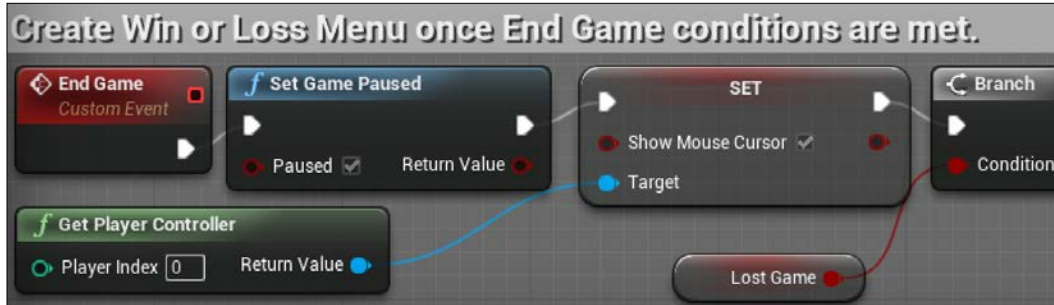 Create Win or Loss Menu once End Game conditions are met.
End Game
Custom Event
f Set Game Paused
Paused
Return Value
SET
Show Mouse Cursor
Target
Branch
Condition
f Get Player Controller
Player Index 0
Return Value
Lost Game